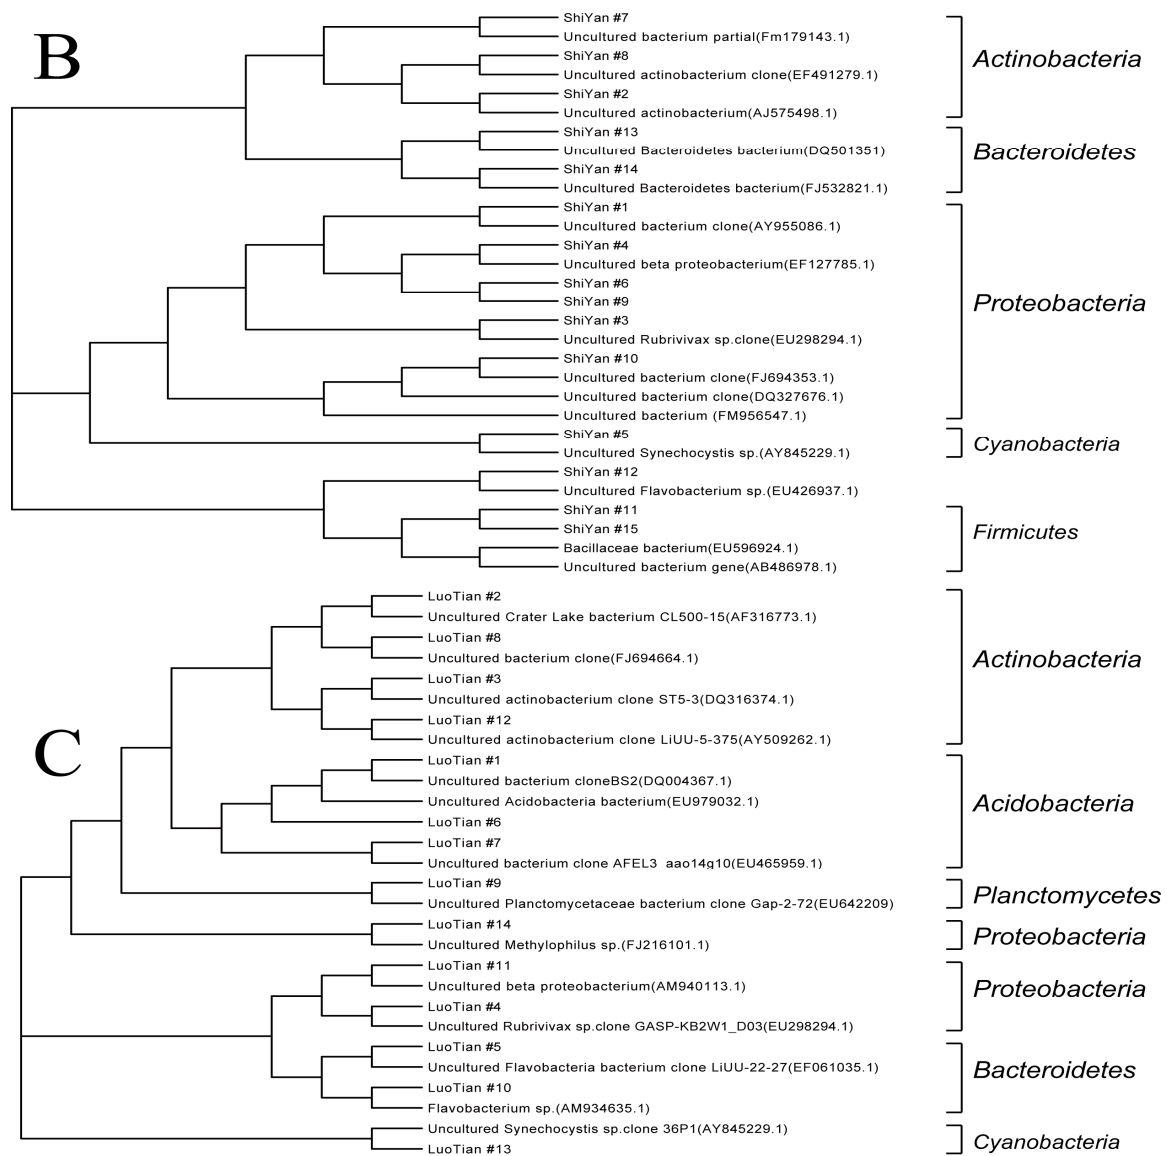 B
ShiYan #7
Uncultured bacterium partial(Fm179143.1)
ShiYan #8
Uncultured actinobacterium clone(EF491279.1)
ShiYan #2
Uncultured actinobacterium(AJ575498.1)
Actinobacteria
ShiYan #13
Uncultured Bacteroidetes bacterium(DQ501351)
ShiYan #14
Uncultured Bacteroidetes bacterium(FJ532821.1)
Bacteroidetes
ShiYan #1
Uncultured bacterium clone(AY955086.1)
ShiYan #4
Uncultured beta proteobacterium(EF127785.1)
ShiYan #6
ShiYan #9
ShiYan #3
Uncultured Rubrivivax sp.clone(EU298294.1)
ShiYan #10
Uncultured bacterium clone(FJ694353.1)
Uncultured bacterium clone(DQ327676.1)
Uncultured bacterium (FM956547.1)
Proteobacteria
ShiYan #5
Uncultured Synechocystis sp.(AY845229.1)
Cyanobacteria
ShiYan #12
Uncultured Flavobacterium sp.(EU426937.1)
ShiYan #11
ShiYan #15
Bacillaceae bacterium(EU596924.1)
Uncultured bacterium gene(AB486978.1)
Firmicutes
C
LuoTian #2
Uncultured Crater Lake bacterium CL500-15(AF316773.1)
LuoTian #8
Uncultured bacterium clone(FJ694664.1)
LuoTian #3
Uncultured actinobacterium clone ST5-3(DQ316374.1)
LuoTian #12
Uncultured actinobacterium clone LiUU-5-375(AY509262.1)
Actinobacteria
LuoTian #1
Uncultured bacterium cloneBS2(DQ004367.1)
Uncultured Acidobacteria bacterium(EU979032.1)
LuoTian #6
LuoTian #7
Uncultured bacterium clone AFEL3_aao14g10(EU465959.1)
Acidobacteria
LuoTian #9
Uncultured Planctomycetaceae bacterium clone Gap-2-72(EU642209)
Planctomycetes
LuoTian #14
Uncultured Methylophilus sp.(FJ216101.1)
Proteobacteria
LuoTian #11
Uncultured beta proteobacterium(AM940113.1)
LuoTian #4
Uncultured Rubrivivax sp.clone GASP-KB2W1_D03(EU298294.1)
Proteobacteria
LuoTian #5
Uncultured Flavobacteria bacterium clone LiUU-22-27(EF061035.1)
LuoTian #10
Flavobacterium sp.(AM934635.1)
Bacteroidetes
Uncultured Synechocystis sp.clone 36P1(AY845229.1)
LuoTian #13
Cyanobacteria